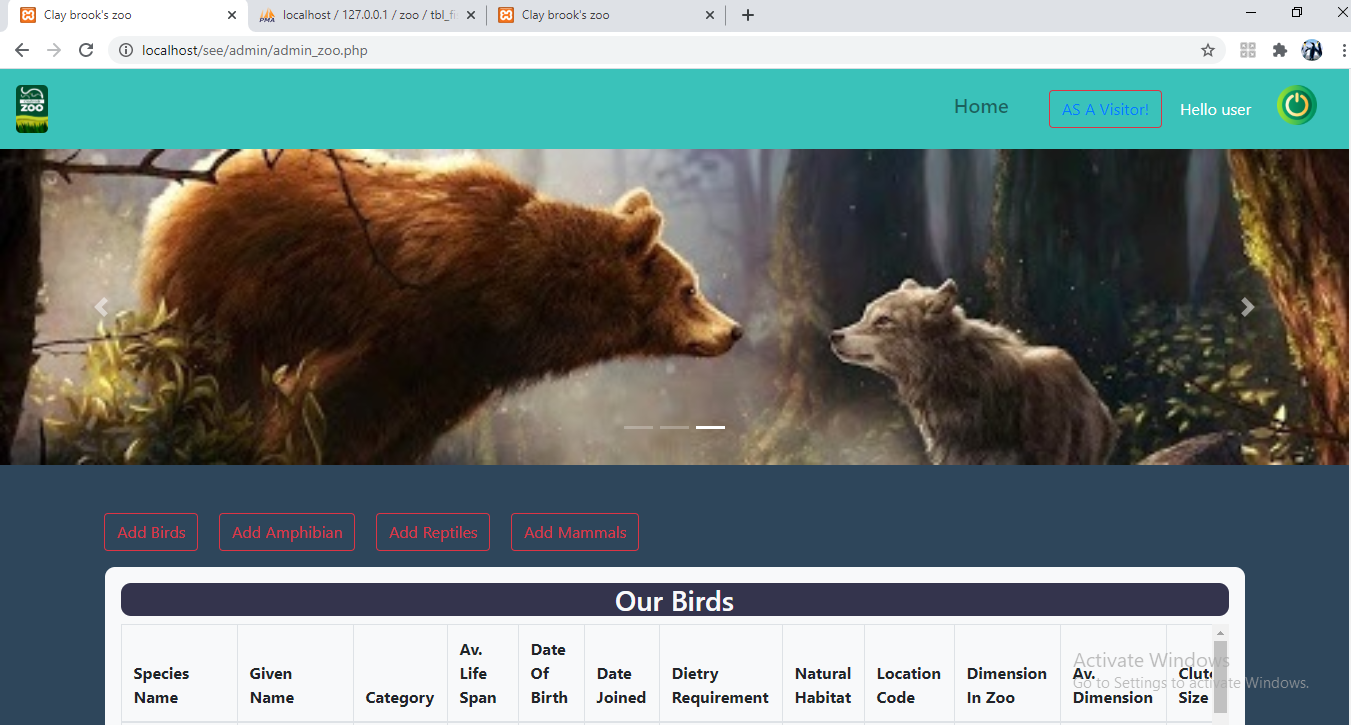 Clay brook's zoo
localhost / 127.0.0.1 / zoo / tbl_fi
Clay brook's zoo
localhost/see/admin/admin_zoo.php
ZOO
Home
AS A Visitor!
Hello user
Add Birds
Add Amphibian
Add Reptiles
Add Mammals
Our Birds
Species
Name
Given
Name
Category
Av.
Life
Span
Date
Of
Birth
Date
Joined
Dietry
Requirement
Natural
Habitat
Location
Code
Dimension
In Zoo
Av.
Dimension
Clutc
Size
Activate Windows
Go to Settings to activate Windows.